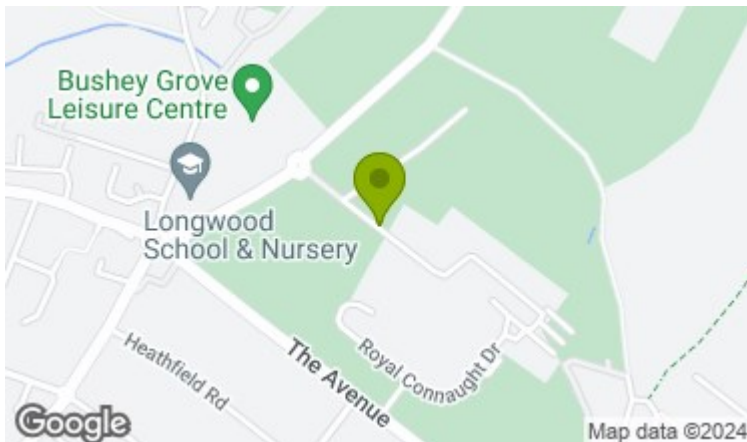 Bushey Grove
Leisure Centre
Longwood
School & Nursery
Heathfield Rd
The Avenue
Royal Connaught Dr
Google
Map data ©2024